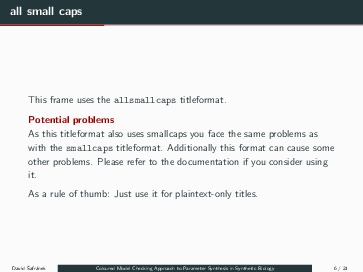 all small caps
This frame uses the allsmallcaps titleformat.
Potential problems
As this titleformat also uses smallcaps you face the same problems as
with the smallcaps titleformat. Additionally this format can cause some
other problems. Please refer to the documentation if you consider using
it.
As a rule of thumb: Just use it for plaintext-only titles.
David Šafránek Coloured Model Checking Approach to Parameter Synthesis in Synthetic Biology 6 /